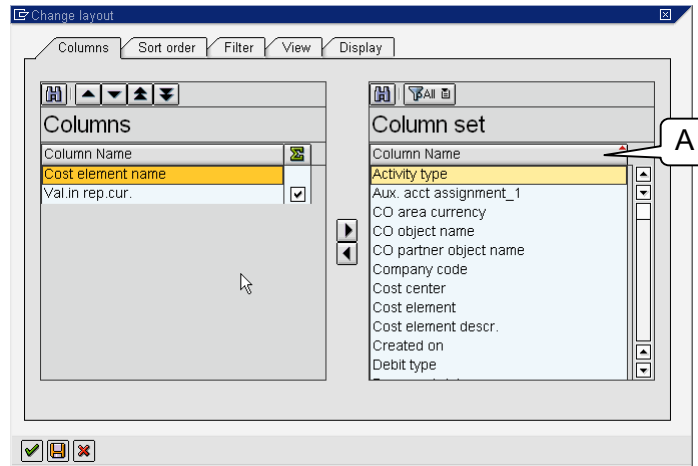 Change layout
Columns Sort order Filter View Display
All
Columns Column set
A
Column Name Column Name
Cost element name Activity type
Val.in rep.cur. Aux. acct assignment_1
CO area currency
CO object name
CO partner object name
Company code
Cost center
Cost element
Cost element descr.
Created on
Debit type